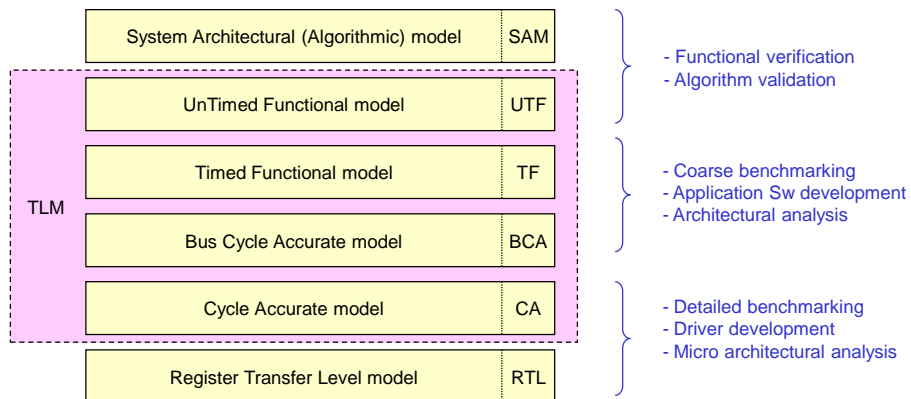 System Architectural (Algorithmic) model SAM
- Functional verification
- Algorithm validation
UnTimed Functional model UTF
Timed Functional model TF
- Coarse benchmarking
- Application Sw development
- Architectural analysis
TLM
Bus Cycle Accurate model BCA
Cycle Accurate model CA
- Detailed benchmarking
- Driver development
- Micro architectural analysis
Register Transfer Level model RTL